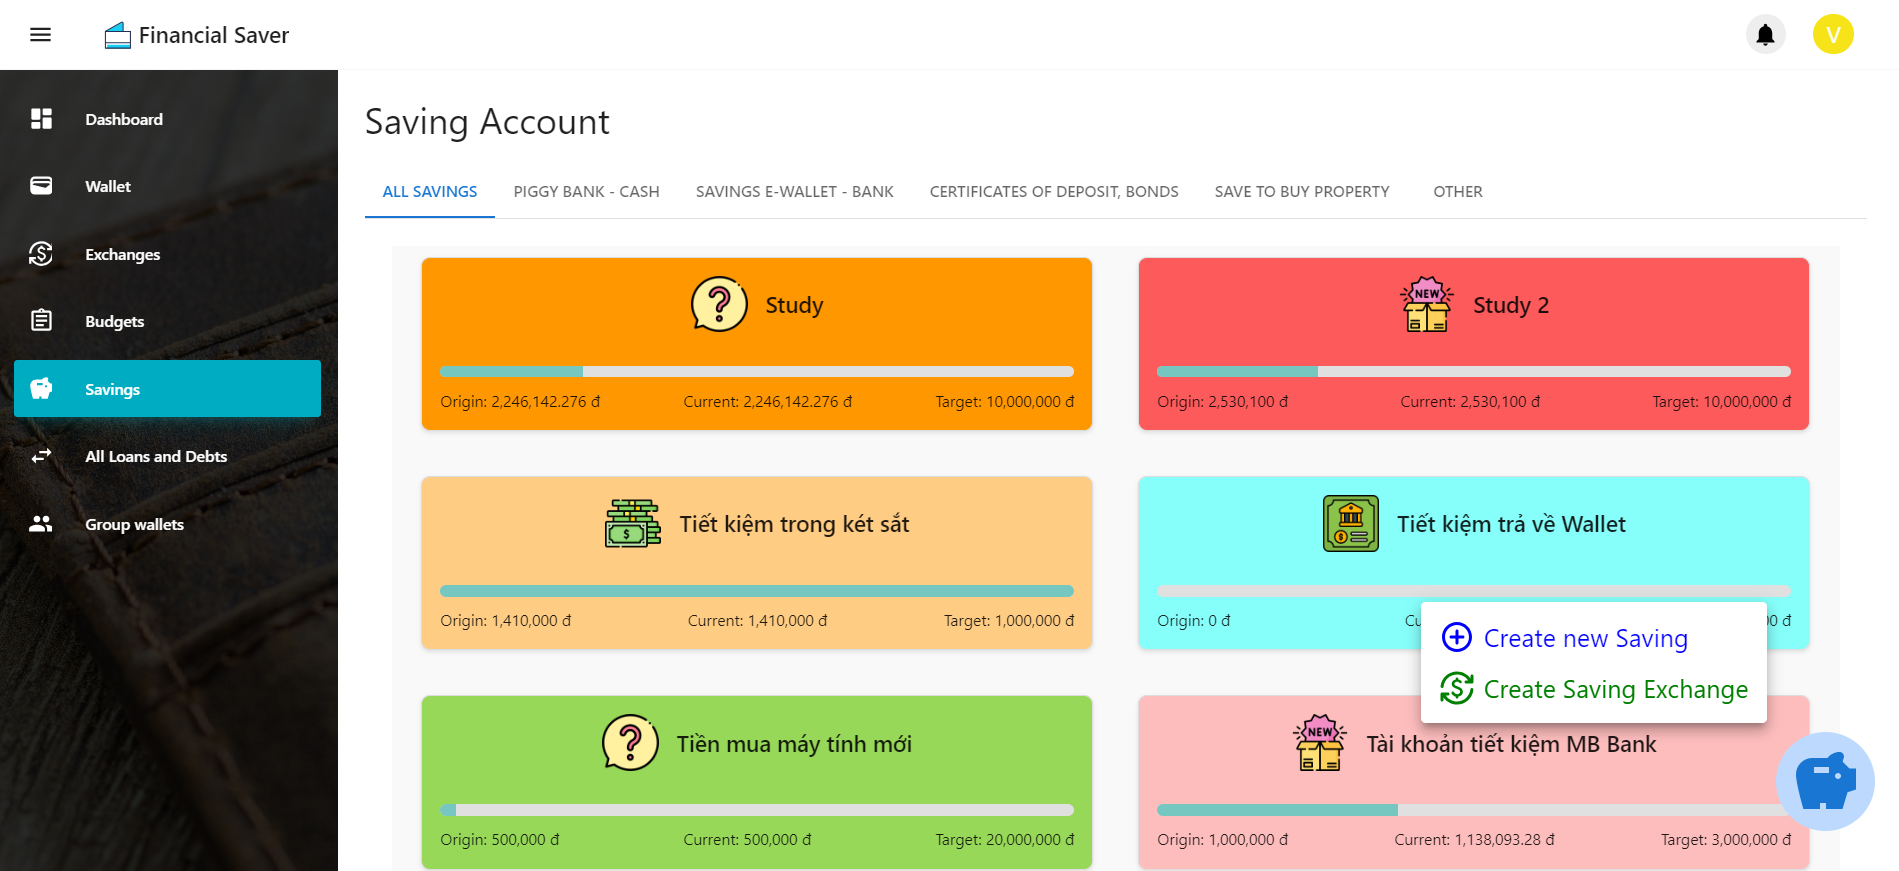 Financial Saver
V
Dashboard
Wallet
Exchanges
Budgets
Savings
All Loans and Debts
Group wallets
Saving Account
ALL SAVINGS PIGGY BANK - CASH SAVINGS E-WALLET - BANK CERTIFICATES OF DEPOSIT, BONDS SAVE TO BUY PROPERTY OTHER
? Study
Origin: 2,246,142.276 đ Current: 2,246,142.276 đ Target: 10,000,000 đ
NEW Study 2
Origin: 2,530,100 đ Current: 2,530,100 đ Target: 10,000,000 đ
$ Tiết kiệm trong két sắt
Origin: 1,410,000 đ Current: 1,410,000 đ Target: 1,000,000 đ
$ Tiết kiệm trả về Wallet
Origin: 0 đ
Create new Saving
$ Create Saving Exchange
? Tiền mua máy tính mới
Origin: 500,000 đ Current: 500,000 đ Target: 20,000,000 đ
NEW Tài khoản tiết kiệm MB Bank
Origin: 1,000,000 đ Current: 1,138,093.28 đ Target: 3,000,000 đ